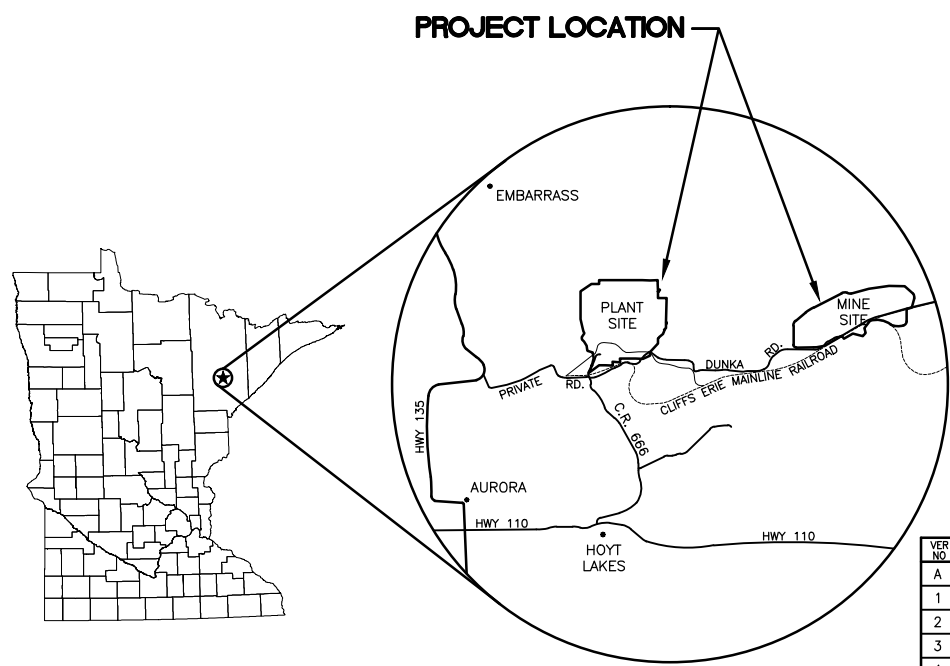 PROJECT LOCATION
EMBARRASS
PLANT
SITE
MINE
SITE
DUNKA RD.
PRIVATE RD.
CLIFFS ERIE MAINLINE RAILROAD
HWY 135
C.R. 666
AURORA
HWY 110
HWY 110
HOYT
LAKES
VER
NO
A
1
2
3